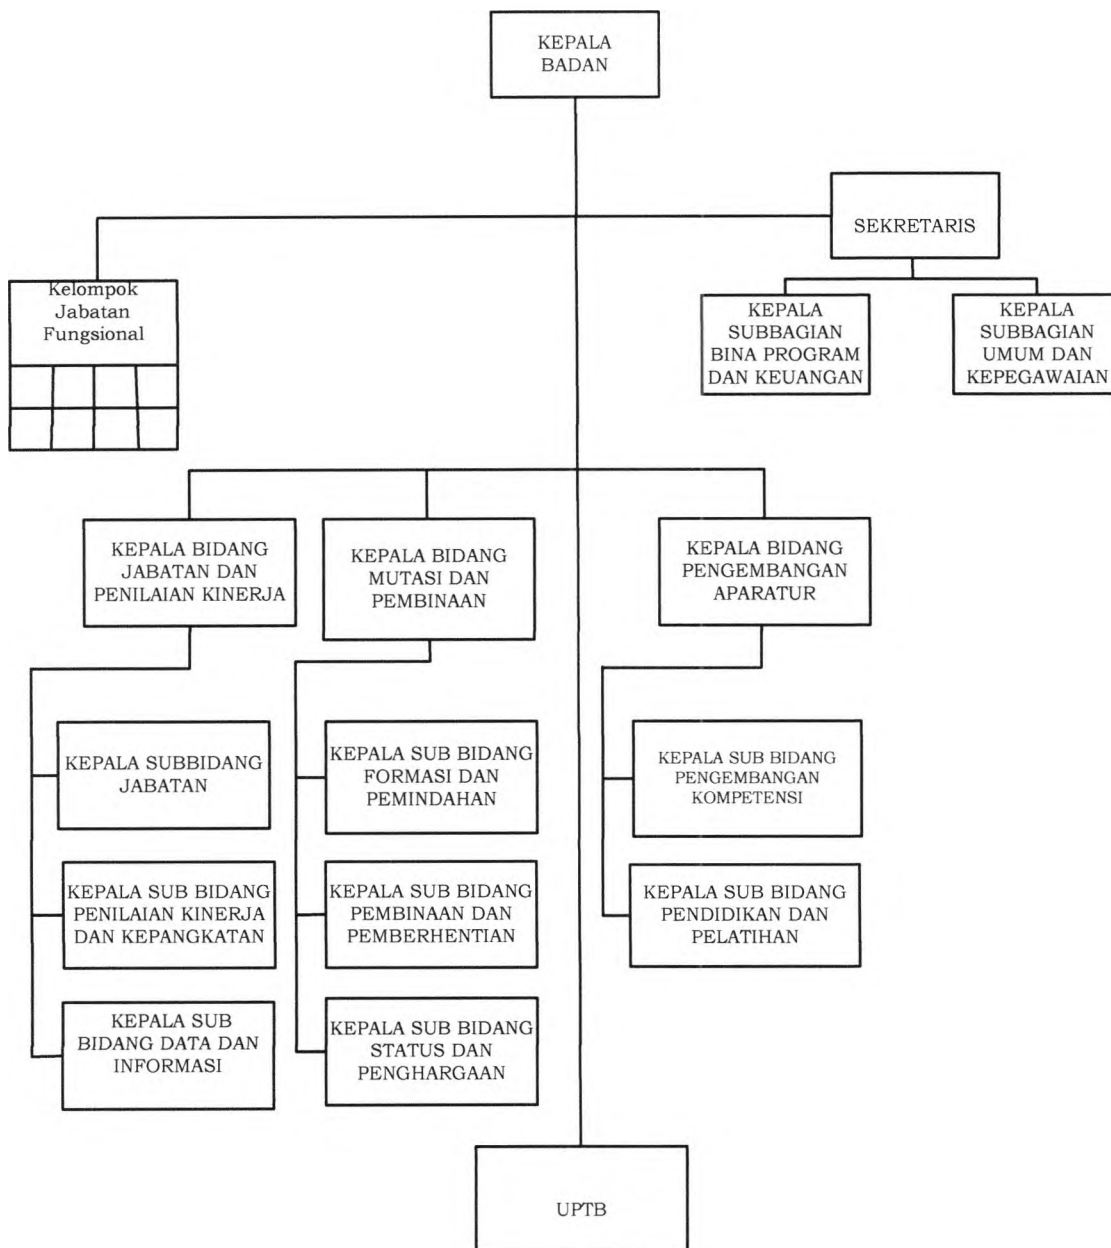 KEPALA
BADAN
SEKRETARIS
Kelompok
Jabatan
Fungsional
KEPALA
SUBBAGIAN
BINA PROGRAM
DAN KEUANGAN
KEPALA
SUBBAGIAN
UMUM DAN
KEPEGAWAIAN
KEPALA BIDANG
JABATAN DAN
PENILAIAN KINERJA
KEPALA BIDANG
MUTASI DAN
PEMBINAAN
KEPALA BIDANG
PENGEMBANGAN
APARATUR
KEPALA SUBBIDANG
JABATAN
KEPALA SUB BIDANG
FORMASI DAN
PEMINDAHAN
KEPALA SUB BIDANG
PENGEMBANGAN
KOMPETENSI
KEPALA SUB BIDANG
PENILAIAN KINERJA
DAN KEPANGKATAN
KEPALA SUB BIDANG
PEMBINAAN DAN
PEMBERHENTIAN
KEPALA SUB BIDANG
PENDIDIKAN DAN
PELATIHAN
KEPALA SUB
BIDANG DATA DAN
INFORMASI
KEPALA SUB BIDANG
STATUS DAN
PENGHARGAAN
UPTB